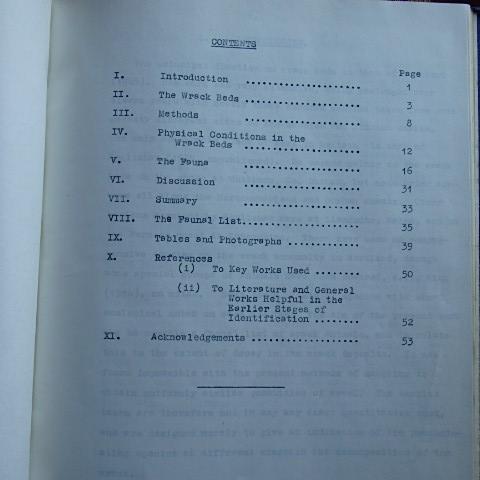 CONTENTS
Page
I. Introduction .................... 1
II. The Wrack Beds .................... 3
III. Methods .................... 8
IV. Physical Conditions in the
Wrack Beds .................... 12
V. The Fauna .................... 16
VI. Discussion .................... 31
VII. Summary .................... 33
VIII. The Faunal List.................... 35
IX. Tables and Photographs ............ 39
X. References
(i) To Key Works Used ........ 50
(ii) To Literature and General
Works Helpful in the
Earlier Stages of
Identification ........ 52
XI. Acknowledgements .................. 53